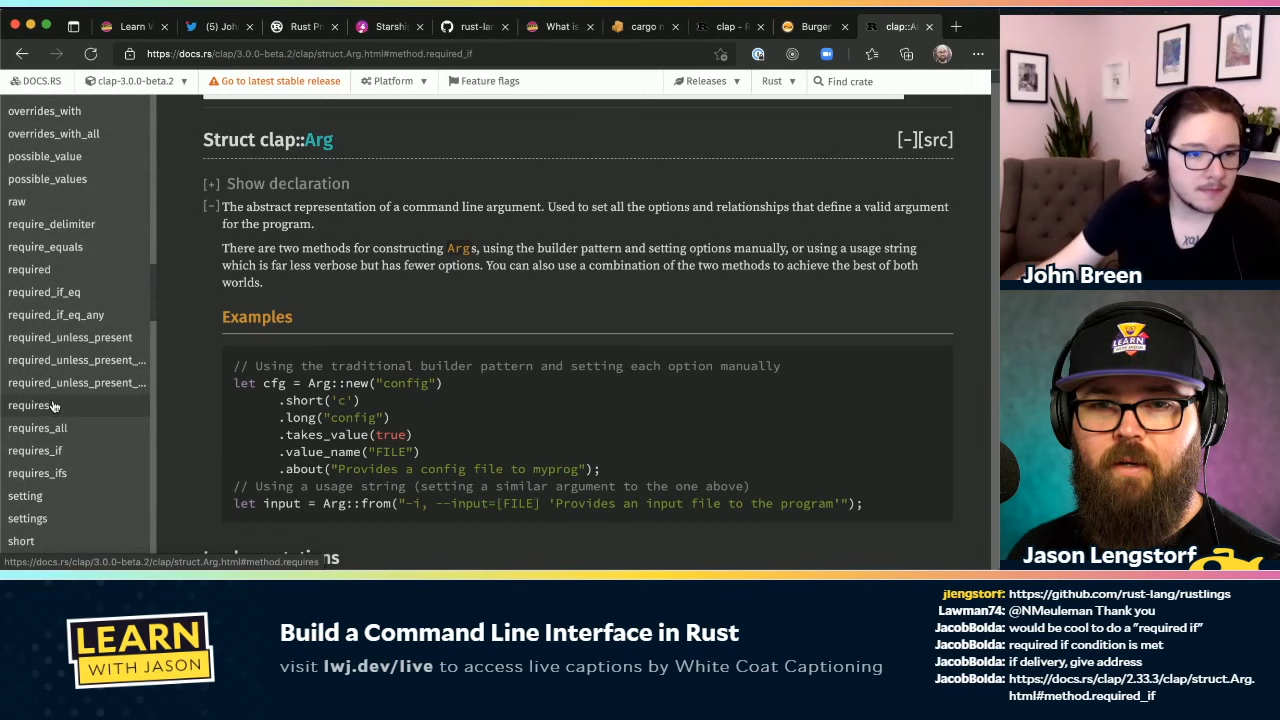 Learn W
(5) Joh
Rust Pr
Starshi
rust-lan
What is
cargo n
clap - R
Burger
clap::A
https://docs.rs/clap/3.0.0-beta.2/clap/struct.Arg.html#method.required_if
DOCS.RS
clap-3.0.0-beta.2
Go to latest stable release
Platform
Feature flags
Releases
Rust
Find crate
overrides_with
overrides_with_all
possible_value
possible_values
raw
require_delimiter
require_equals
required
required_if_eq
required_if_eq_any
required_unless_present
required_unless_present_...
required_unless_present_...
requires
requires_all
requires_if
requires_ifs
setting
settings
short
https://docs.rs/clap/3.0.0-beta.2/clap/struct.Arg.html#method.requires
Struct clap::Arg
[−][src]
[+] Show declaration
[−] The abstract representation of a command line argument. Used to set all the options and relationships that define a valid argument
for the program.
There are two methods for constructing Args, using the builder pattern and setting options manually, or using a usage string
which is far less verbose but has fewer options. You can also use a combination of the two methods to achieve the best of both
worlds.
Examples
// Using the traditional builder pattern and setting each option manually
let cfg = Arg::new("config")
.short('c')
.long("config")
.takes_value(true)
.value_name("FILE")
.about("Provides a config file to myprog");
// Using a usage string (setting a similar argument to the one above)
let input = Arg::from("-i, --input=[FILE] 'Provides an input file to the program'");
John Breen
LEARN
Jason Lengstorf
LEARN
WITH JASON
Build a Command Line Interface in Rust
visit lwj.dev/live to access live captions by White Coat Captioning
jlengstorf: https://github.com/rust-lang/rustlings
Lawman74: @NMeuleman Thank you
JacobBolda: would be cool to do a "required if"
JacobBolda: required if condition is met
JacobBolda: if delivery, give address
JacobBolda: https://docs.rs/clap/2.33.3/clap/struct.Arg.
html#method.required_if